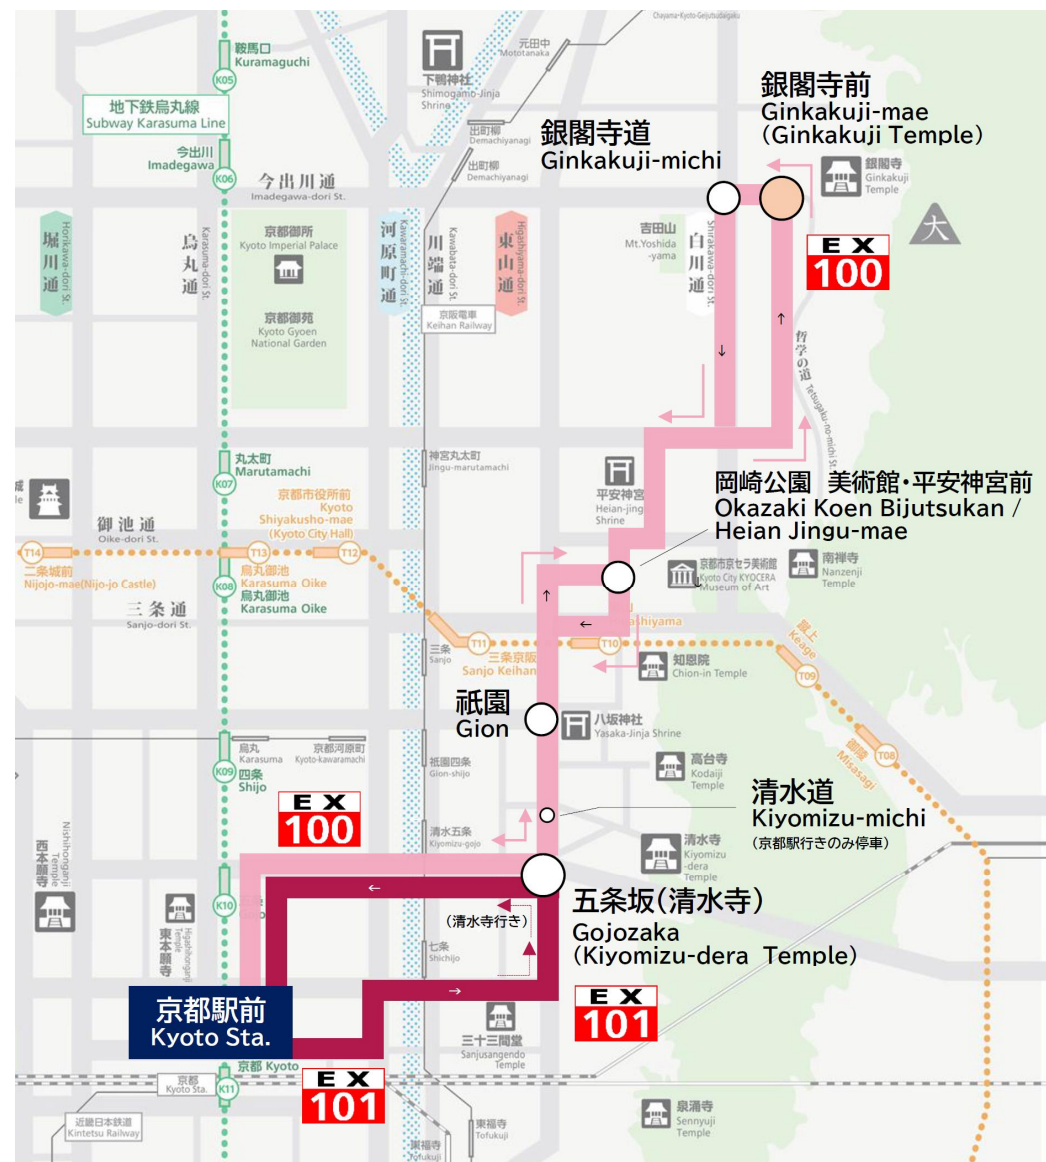 Chayama-Kyoto-Geijutsudaigaku
鞍馬口
Kuramaguchi
K05
地下鉄烏丸線
Subway Karasuma Line
今出川
Imadegawa
K06
今出川通
Imadegawa-dori St.
下鴨神社
Shimogamo-Jinja
Shrine
元田中
Mototanaka
出町柳
Demachiyanagi
出町柳
Demachiyanagi
銀閣寺道
Ginkakuji-michi
銀閣寺前
Ginkakuji-mae
(Ginkakuji Temple)
銀閣寺
Ginkakuji
Temple
大
EX
100
堀川通
Horikawa-dori St.
烏丸通
Karasuma-dori St.
京都御所
Kyoto Imperial Palace
京都御苑
Kyoto Gyoen
National Garden
河原町通
Kawaramachi-dori St.
川端通
Kawabata-dori St.
東山通
Higashiyama-dori St.
京阪電車
Keihan Railway
吉田山
Mt.Yoshida
-yama
白川通
Shirakawa-dori St.
↓
↑
哲学の道
Tetsugaku-no-michi St.
丸太町
Marutamachi
K07
神宮丸太町
Jingu-marutamachi
京都市役所前
Kyoto
Shiyakusho-mae
(Kyoto City Hall)
御池通
Oike-dori St.
城
le
T14
二条城前
Nijojo-mae(Nijo-jo Castle)
T13
T12
烏丸御池
Karasuma Oike
K08
烏丸御池
Karasuma Oike
三条通
Sanjo-dori St.
平安神宮
Heian-jing
Shrine
岡崎公園 美術館・平安神宮前
Okazaki Koen Bijutsukan /
Heian Jingu-mae
京都市京セラ美術館
Kyoto City KYOCERA
Museum of Art
南禅寺
Nanzenji
Temple
↑
←
ashiyama
T11
三条京阪
Sanjo Keihan
T10
三条
Sanjo
知恩院
Chion-in Temple
蹴上
Keage
T09
御陵
Misasagi
T08
祇園
Gion
八坂神社
Yasaka-Jinja Shrine
烏丸
Karasuma
京都河原町
Kyoto-kawaramachi
K09
四条
Shijo
祇園四条
Gion-shijo
高台寺
Kodaiji
Temple
清水道
Kiyomizu-michi
(京都駅行きのみ停車)
EX
100
清水五条
Kiyomizu-gojo
清水寺
Kiyomizu
-dera
Temple
西本願寺
Nishihonganji
Temple
東本願寺
Higashihonganji
Temple
K10
←
(清水寺行き)
五条坂(清水寺)
Gojozaka
(Kiyomizu-dera Temple)
七条
Shichijo
→
京都駅前
Kyoto Sta.
三十三間堂
Sanjusangendo
Temple
EX
101
京都 Kyoto
京都
Kyoto Sta.
K11
EX
101
近畿日本鉄道
Kintetsu Railway
東福寺
Tofukuji
東福寺
Tofukuji
泉涌寺
Sennyuji
Temple